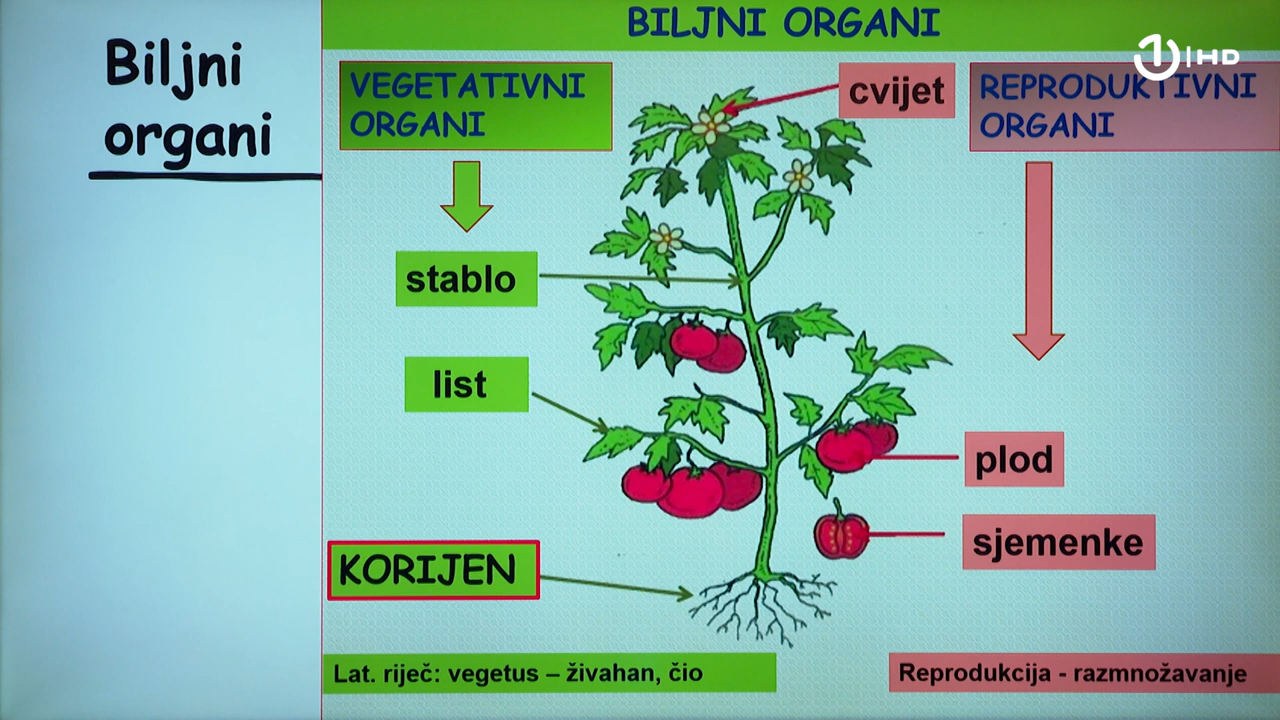 Biljni
organi
BILJNI ORGANI
1 HD
VEGETATIVNI
ORGANI
cvijet
REPRODUKTIVNI
ORGANI
stablo
list
plod
sjemenke
KORIJEN
Lat. riječ: vegetus – živahan, čio
Reprodukcija - razmnožavanje